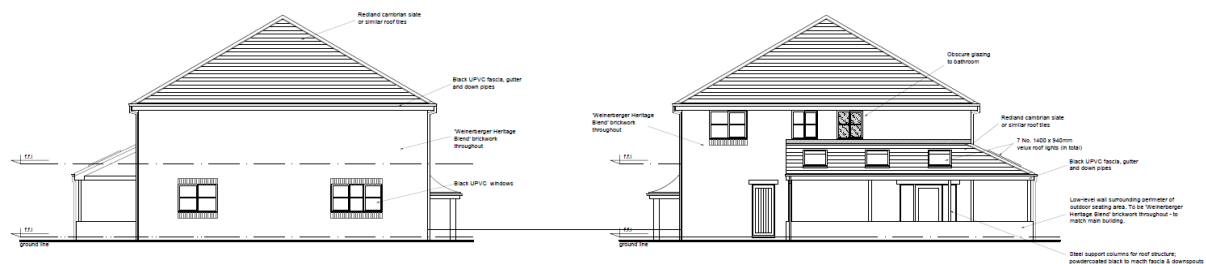 Redland cambrian slate
or similar roof tiles
Black UPVC fascia, gutter
and down pipes
'Weinerberger Heritage
Blend' brickwork
throughout
f.f.l
Black UPVC windows
f.f.l
ground line
Obscure glazing
to bathroom
'Weinerberger Heritage
Blend' brickwork
throughout
Redland cambrian slate
or similar roof tiles
7 No. 1400 x 940mm
velux roof lights (in total)
f.f.l
Black UPVC fascia, gutter
and down pipes
Low-level wall surrounding perimeter of
outdoor seating area. To be 'Weinerberger
Heritage Blend' brickwork throughout - to
match main building.
f.f.l
ground line
Steel support columns for roof structure;
powdercoated black to macth fascia & downspouts